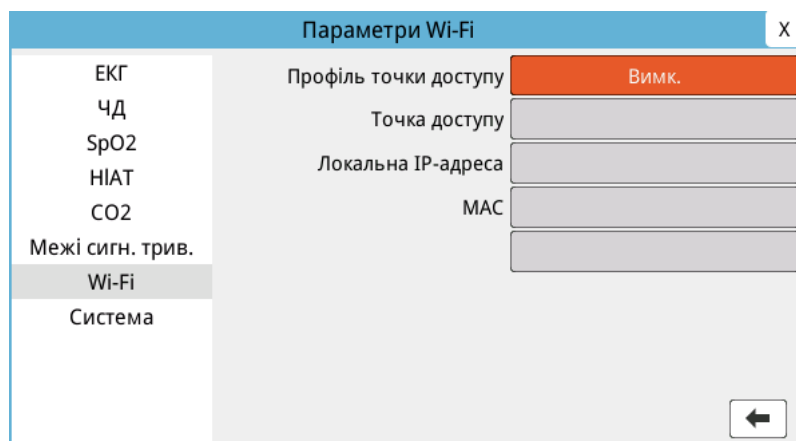 Параметри Wi-Fi
X
ЕКГ
ЧД
SpO2
НІАТ
CO2
Межі сигн. трив.
Wi-Fi
Система
Профіль точки доступу
Вимк.
Точка доступу
Локальна IP-адреса
MAC